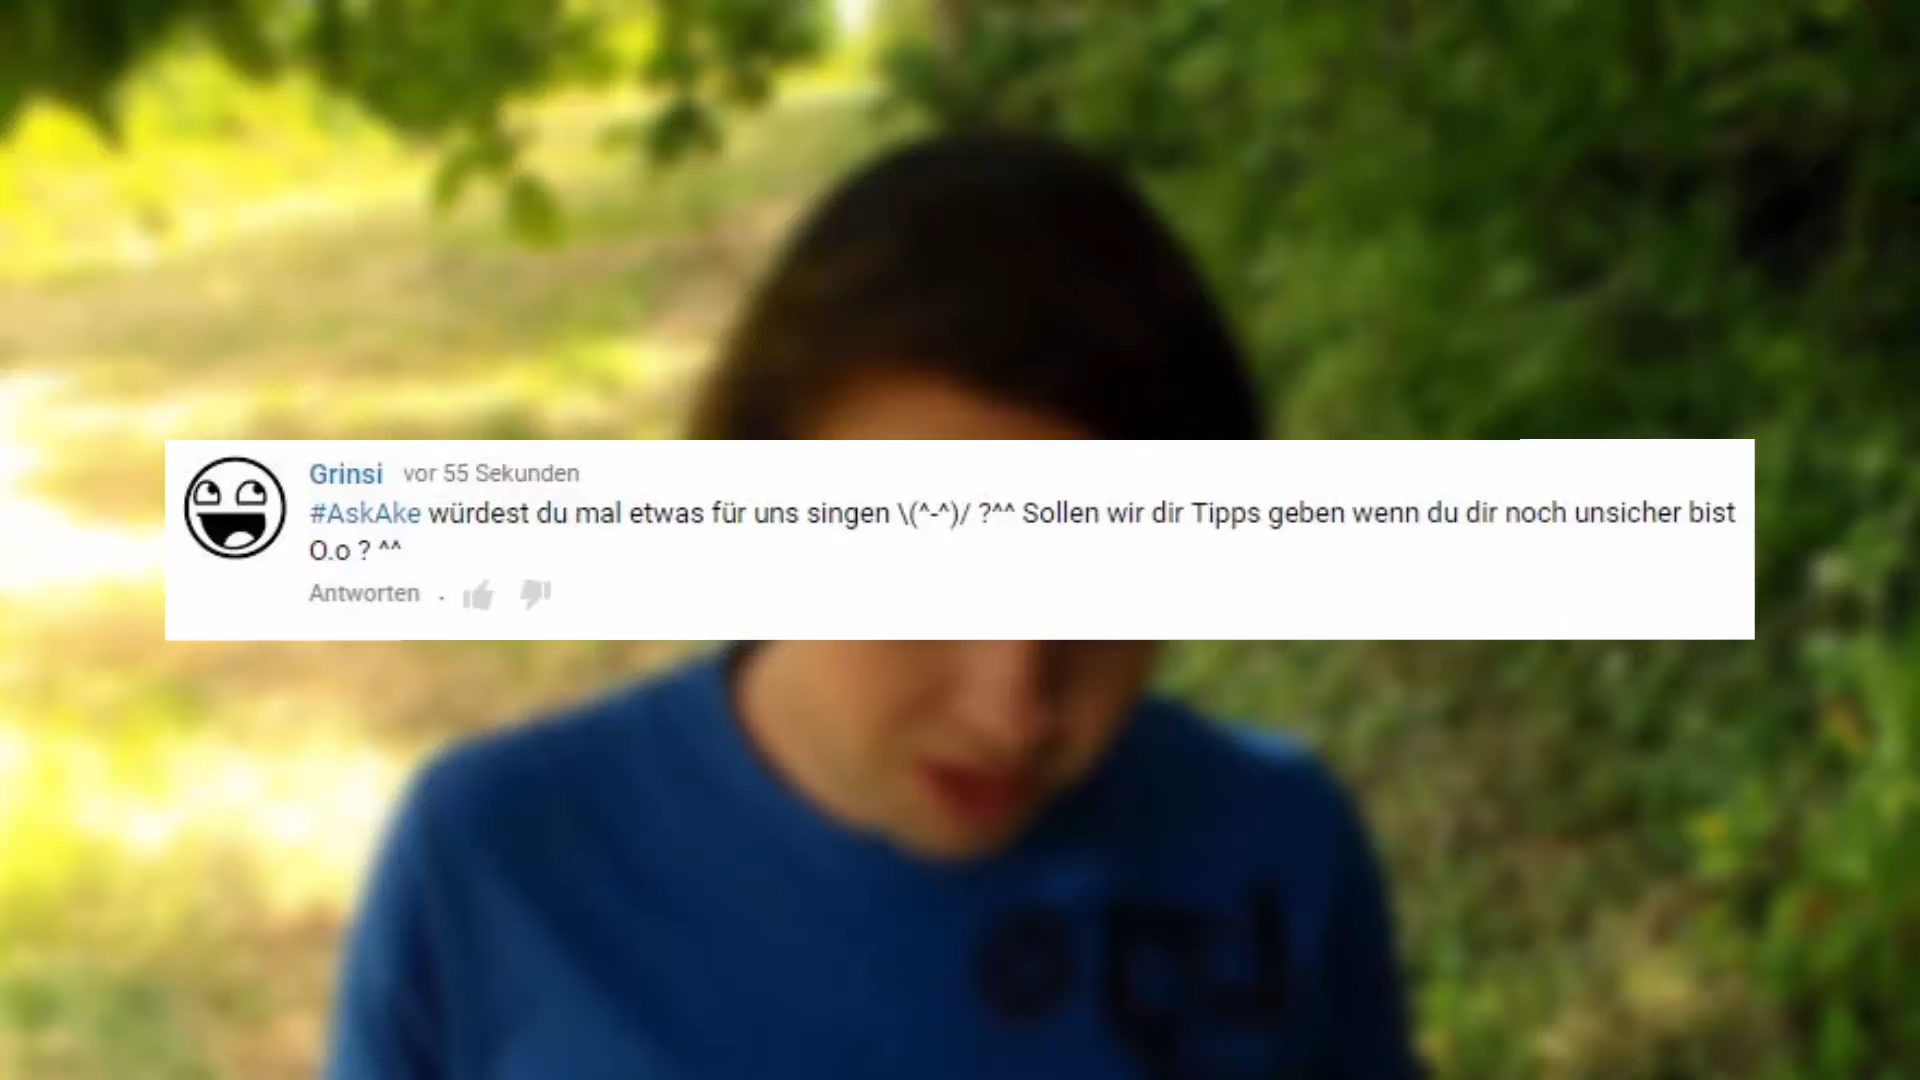 Grinsi vor 55 Sekunden
#AskAke würdest du mal etwas für uns singen \(^-^)/ ?^^ Sollen wir dir Tipps geben wenn du dir noch unsicher bist
O.o ? ^^
Antworten .